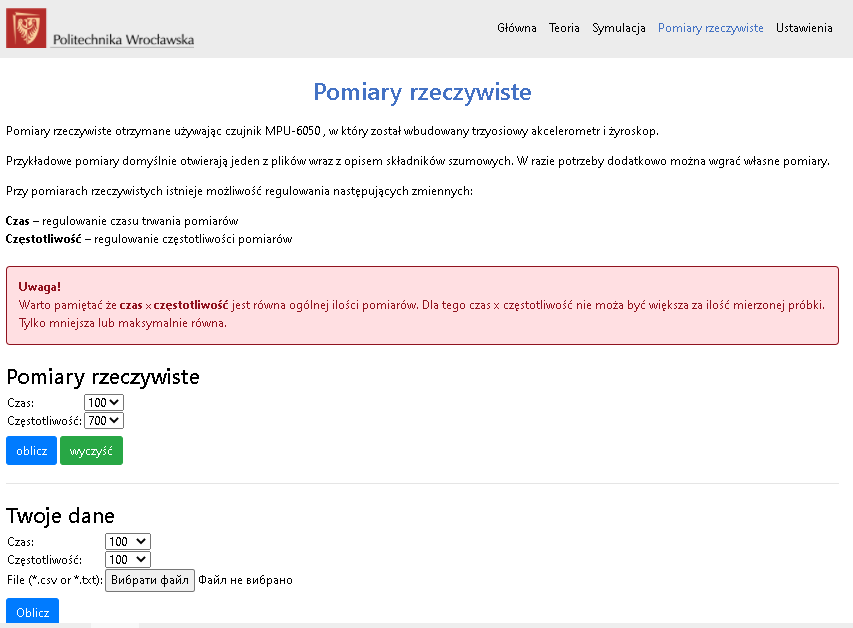 Politechnika Wrocławska
Główna Teoria Symulacja Pomiary rzeczywiste Ustawienia
Pomiary rzeczywiste
Pomiary rzeczywiste otrzymane używając czujnik MPU-6050 , w który został wbudowany trzyosiowy akcelerometr i żyroskop.
Przykładowe pomiary domyślnie otwierają jeden z plików wraz z opisem składników szumowych. W razie potrzeby dodatkowo można wgrać własne pomiary.
Przy pomiarach rzeczywistych istnieje możliwość regulowania następujących zmiennych:
Czas – regulowanie czasu trwania pomiarów
Częstotliwość – regulowanie częstotliwości pomiarów
Uwaga!
Warto pamiętać że czas x częstotliwość jest równa ogólnej ilości pomiarów. Dla tego czas x częstotliwość nie moża być większa za ilość mierzonej próbki.
Tylko mniejsza lub maksymalnie równa.
Pomiary rzeczywiste
Czas: 100
Częstotliwość: 700
oblicz wyczyść
Twoje dane
Czas: 100
Częstotliwość: 100
File (*.csv or *.txt): Вибрати файл Файл не вибрано
Oblicz